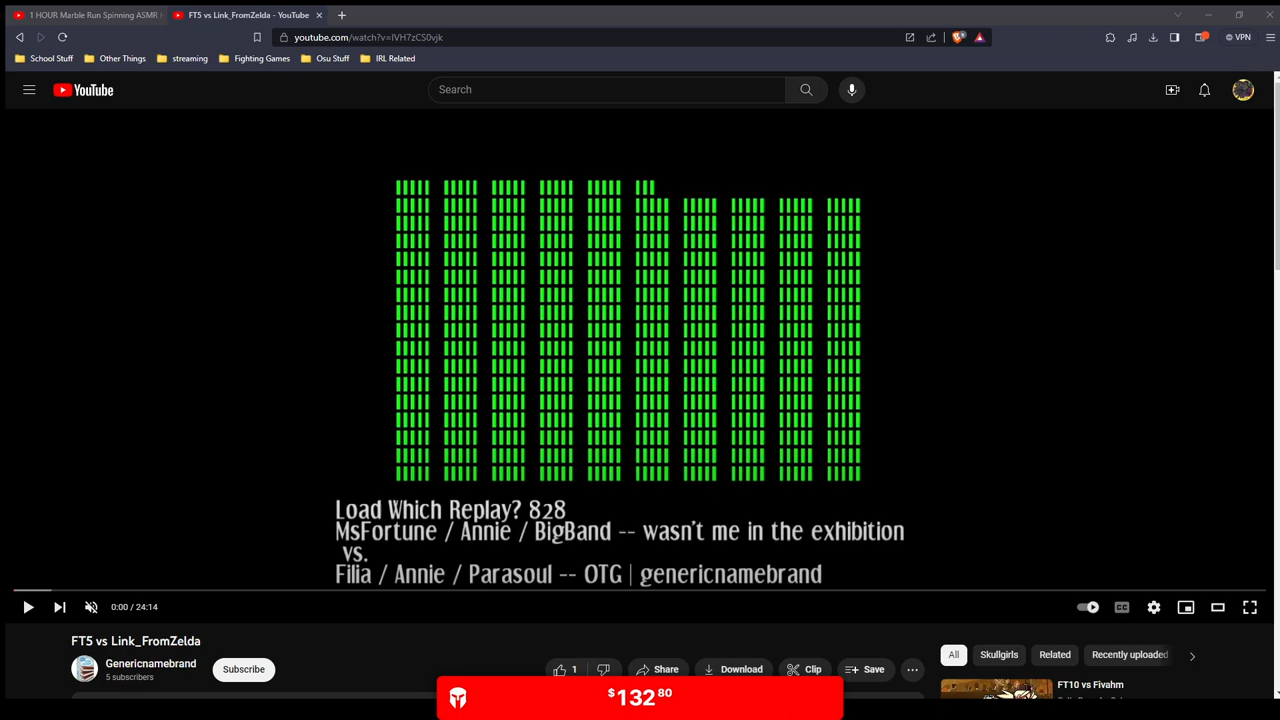 1 HOUR Marble Run Spinning ASMR
FT5 vs Link_FromZelda - YouTube
youtube.com/watch?v=IVH7zCS0vjk
VPN
School Stuff
Other Things
streaming
Fighting Games
Osu Stuff
IRL Related
YouTube
Search
Load Which Replay? 828
MsFortune / Annie / BigBand -- wasn't me in the exhibition
vs.
Filia / Annie / Parasoul -- OTG | genericnamebrand
0:00 / 24:14
FT5 vs Link_FromZelda
Genericnamebrand
5 subscribers
Subscribe
1
Share
Download
Clip
Save
All
Skullgirls
Related
Recently uploaded
FT10 vs Fivahm
$132 80